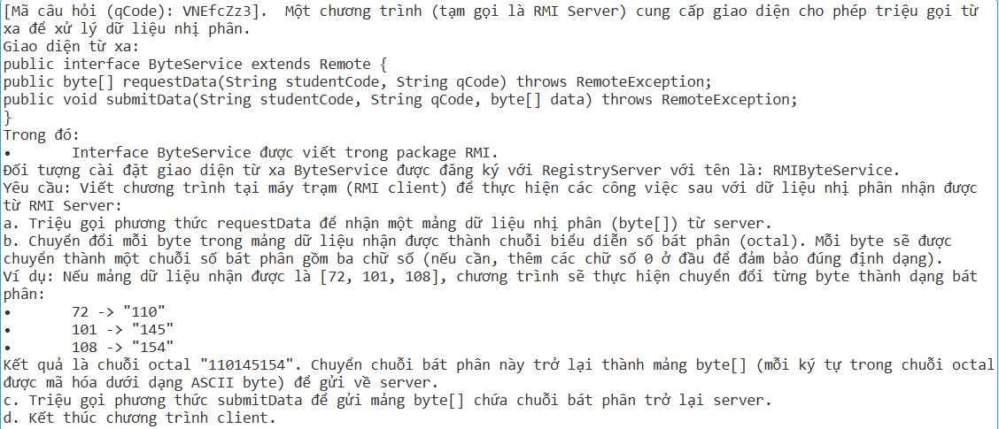 [Mã câu hỏi (qCode): VNEfcZz3].  Một chương trình (tạm gọi là RMI Server) cung cấp giao diện cho phép triệu gọi từ
xa để xử lý dữ liệu nhị phân.
Giao diện từ xa:
public interface ByteService extends Remote {
public byte[] requestData(String studentCode, String qCode) throws RemoteException;
public void submitData(String studentCode, String qCode, byte[] data) throws RemoteException;
}
Trong đó:
•	Interface ByteService được viết trong package RMI.
Đối tượng cài đặt giao diện từ xa ByteService được đăng ký với RegistryServer với tên là: RMIByteService.
Yêu cầu: Viết chương trình tại máy trạm (RMI client) để thực hiện các công việc sau với dữ liệu nhị phân nhận được
từ RMI Server:
a. Triệu gọi phương thức requestData để nhận một mảng dữ liệu nhị phân (byte[]) từ server.
b. Chuyển đổi mỗi byte trong mảng dữ liệu nhận được thành chuỗi biểu diễn số bát phân (octal). Mỗi byte sẽ được
chuyển thành một chuỗi số bát phân gồm ba chữ số (nếu cần, thêm các chữ số 0 ở đầu để đảm bảo đúng định dạng).
Ví dụ: Nếu mảng dữ liệu nhận được là [72, 101, 108], chương trình sẽ thực hiện chuyển đổi từng byte thành dạng bát
phân:
•	72 -> "110"
•	101 -> "145"
•	108 -> "154"
Kết quả là chuỗi octal "110145154". Chuyển chuỗi bát phân này trở lại thành mảng byte[] (mỗi ký tự trong chuỗi octal
được mã hóa dưới dạng ASCII byte) để gửi về server.
c. Triệu gọi phương thức submitData để gửi mảng byte[] chứa chuỗi bát phân trở lại server.
d. Kết thúc chương trình client.